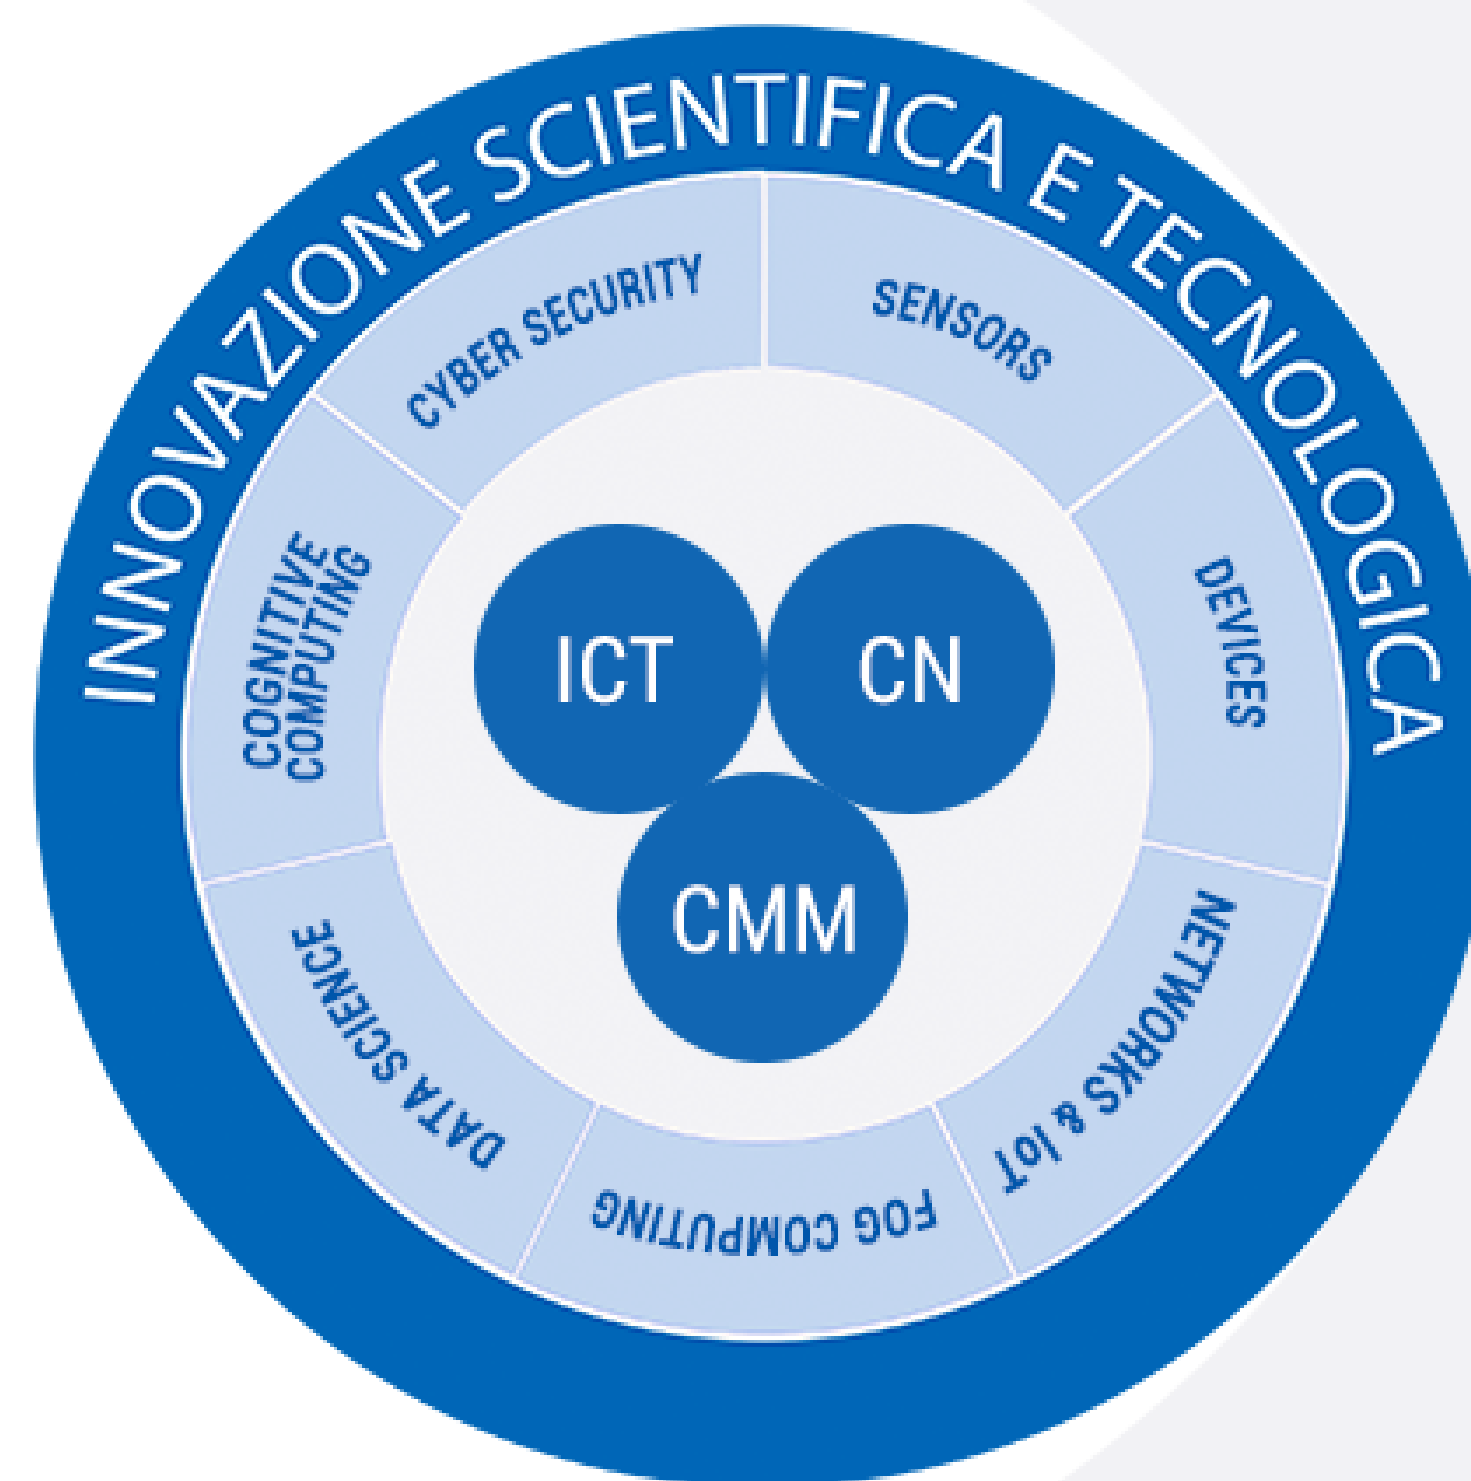 INNOVAZIONE SCIENTIFICA E TECNOLOGICA
CYBER SECURITY
SENSORS
DEVICES
NETWORKS & IoT
FOG COMPUTING
DATA SCIENCE
COGNITIVE
COMPUTING
ICT
CN
CMM